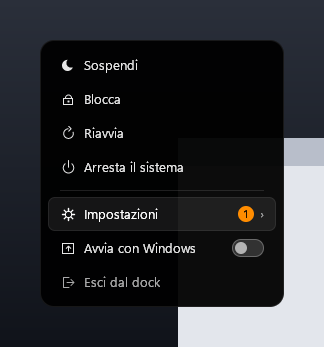 Sospendi
Blocca
Riavvia
Arresta il sistema
Impostazioni 1 ›
Avvia con Windows
Esci dal dock